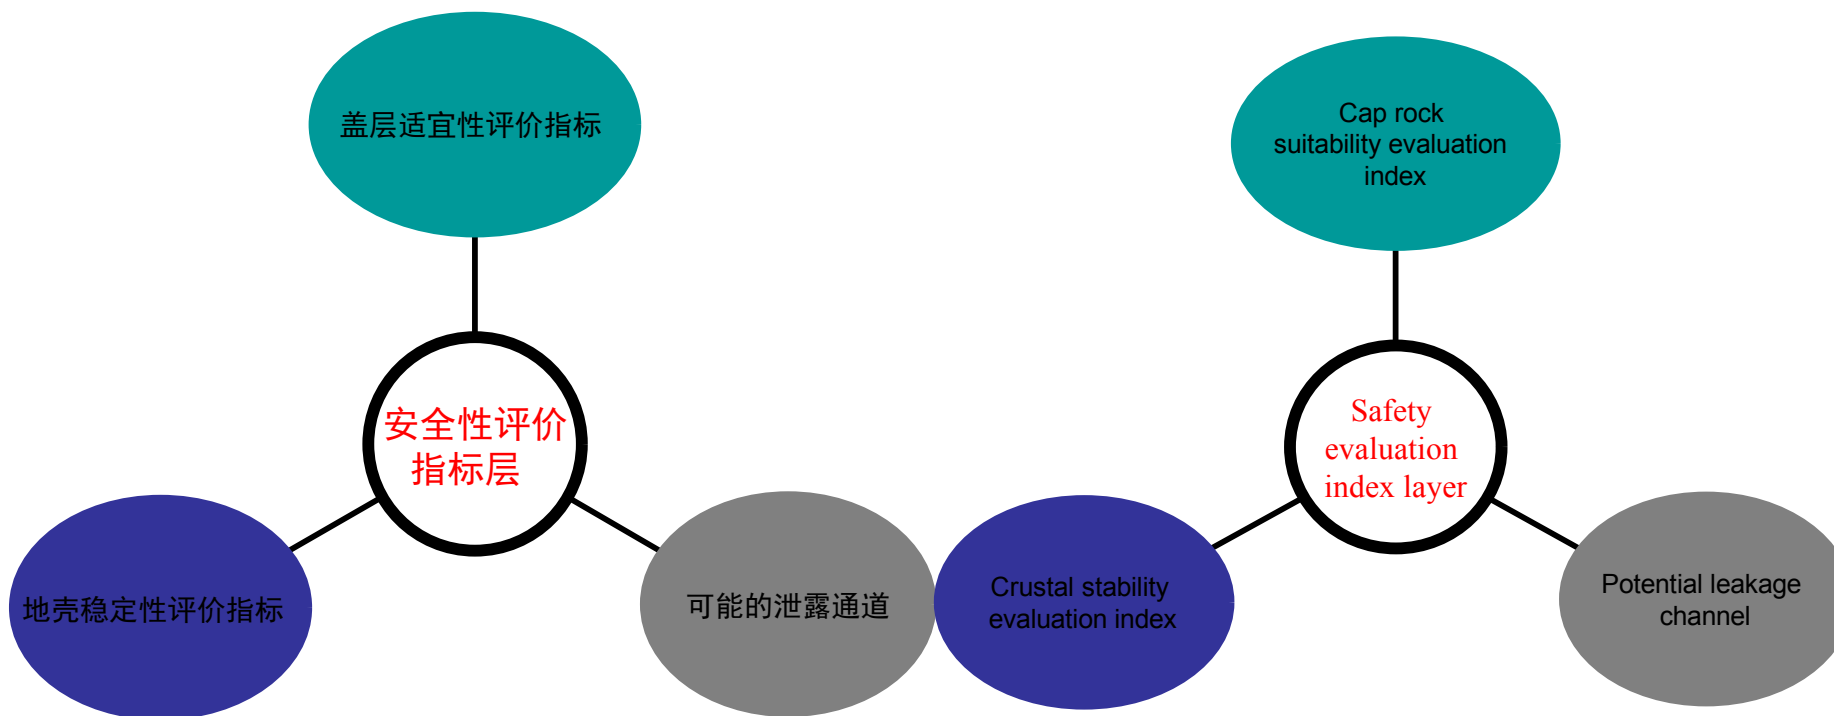 盖层适宜性评价指标
安全性评价
指标层
地壳稳定性评价指标
可能的泄露通道
Cap rock
suitability evaluation
index
Safety
evaluation
index layer
Crustal stability
evaluation index
Potential leakage
channel